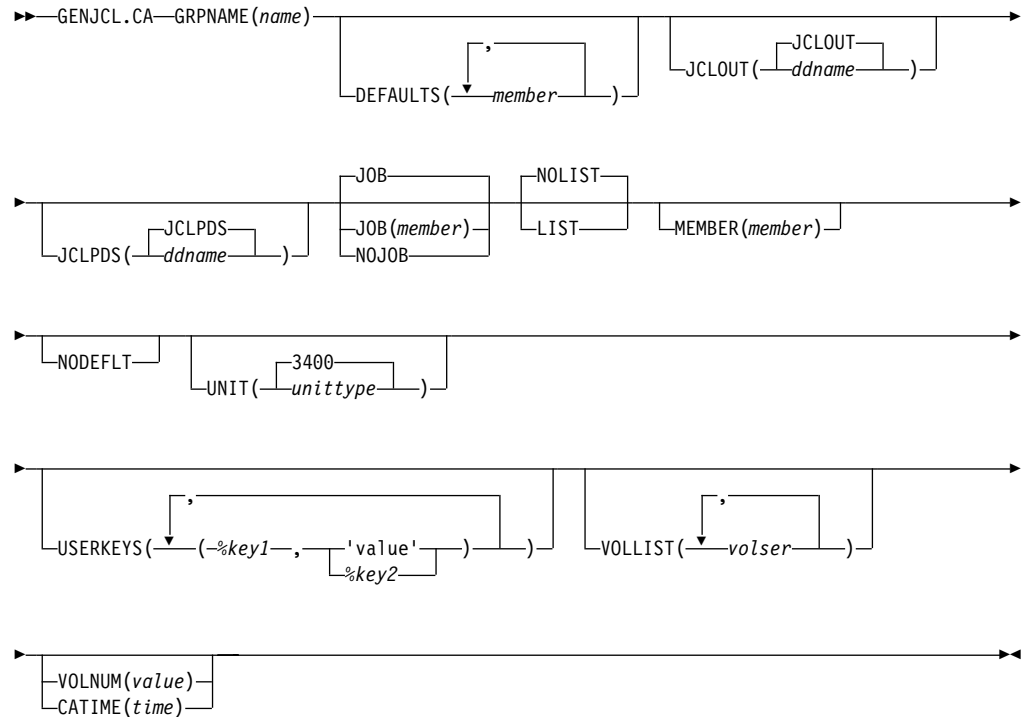 GENJCL.CA GRPNAME(name)
DEFAULTS( , member )
JCLOUT( JCLOUT
ddname )
JCLPDS( JCLPDS
ddname )
JOB
JOB(member)
NOJOB
NOLIST
LIST
MEMBER(member)
NODEFLT
UNIT( 3400
unittype )
USERKEYS( , ( %key1 , 'value' ) )
%key2
VOLLIST( , volser )
VOLNUM(value)
CATIME(time)